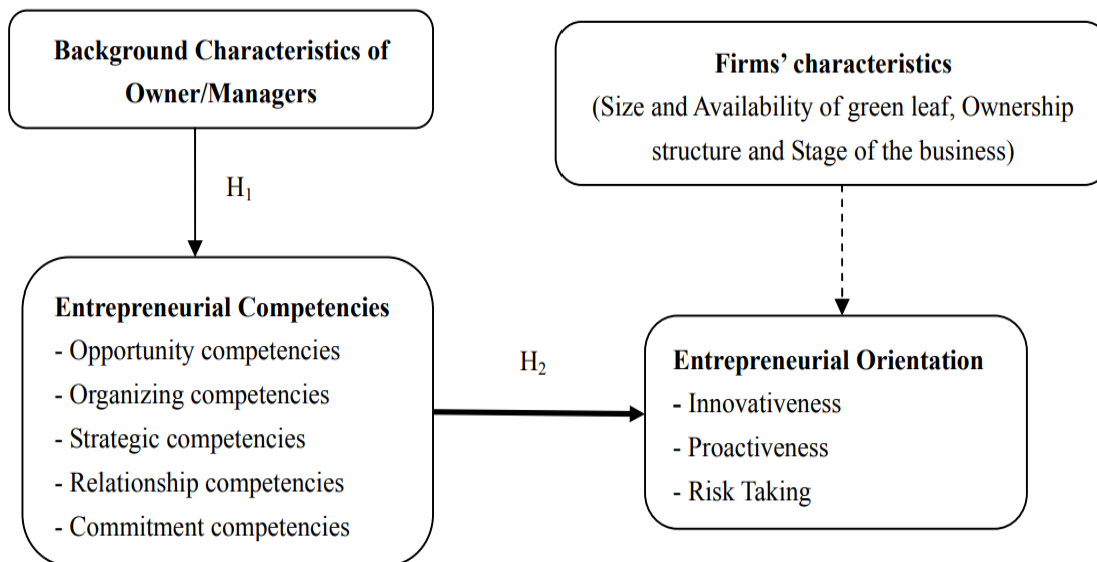 Background Characteristics of
Owner/Managers
Firms’ characteristics
(Size and Availability of green leaf, Ownership
structure and Stage of the business)
H₁
Entrepreneurial Competencies
- Opportunity competencies
- Organizing competencies
- Strategic competencies
- Relationship competencies
- Commitment competencies
H₂
Entrepreneurial Orientation
- Innovativeness
- Proactiveness
- Risk Taking